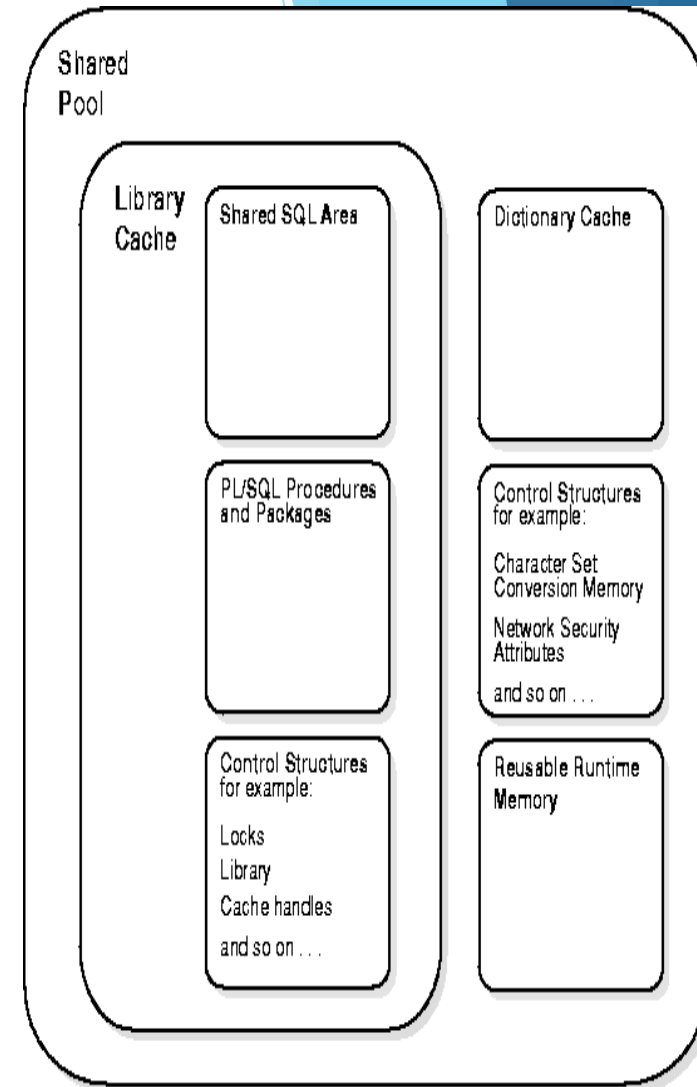 Shared
Pool
Library
Cache
Shared SQL Area
PL/SQL Procedures
and Packages
Control Structures
for example:
Locks
Library
Cache handles
and so on . . .
Dictionary Cache
Control Structures
for example:
Character Set
Conversion Memory
Network Security
Attributes
and so on . . .
Reusable Runtime
Memory